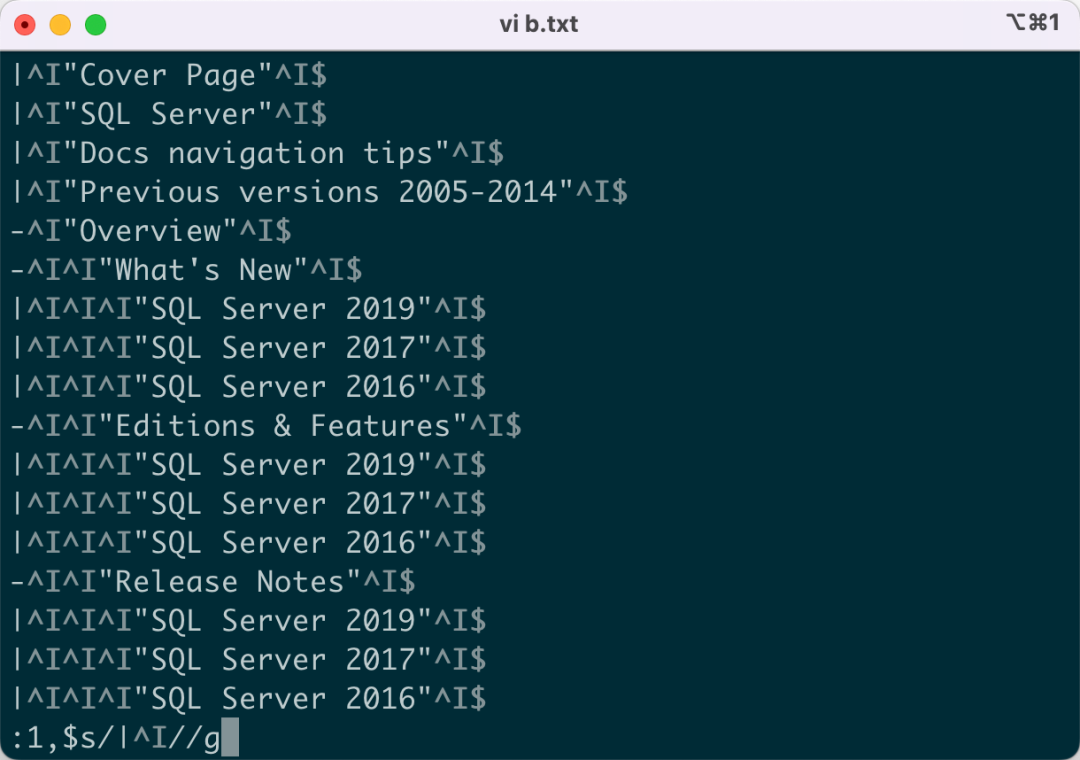 vi b.txt
⌥⌘1
|^I"Cover Page"^I$
|^I"SQL Server"^I$
|^I"Docs navigation tips"^I$
|^I"Previous versions 2005-2014"^I$
-^I"Overview"^I$
-^I^I"What's New"^I$
|^I^I^I"SQL Server 2019"^I$
|^I^I^I"SQL Server 2017"^I$
|^I^I^I"SQL Server 2016"^I$
-^I^I"Editions & Features"^I$
|^I^I^I"SQL Server 2019"^I$
|^I^I^I"SQL Server 2017"^I$
|^I^I^I"SQL Server 2016"^I$
-^I^I"Release Notes"^I$
|^I^I^I"SQL Server 2019"^I$
|^I^I^I"SQL Server 2017"^I$
|^I^I^I"SQL Server 2016"^I$
:1,$s/|^I//g